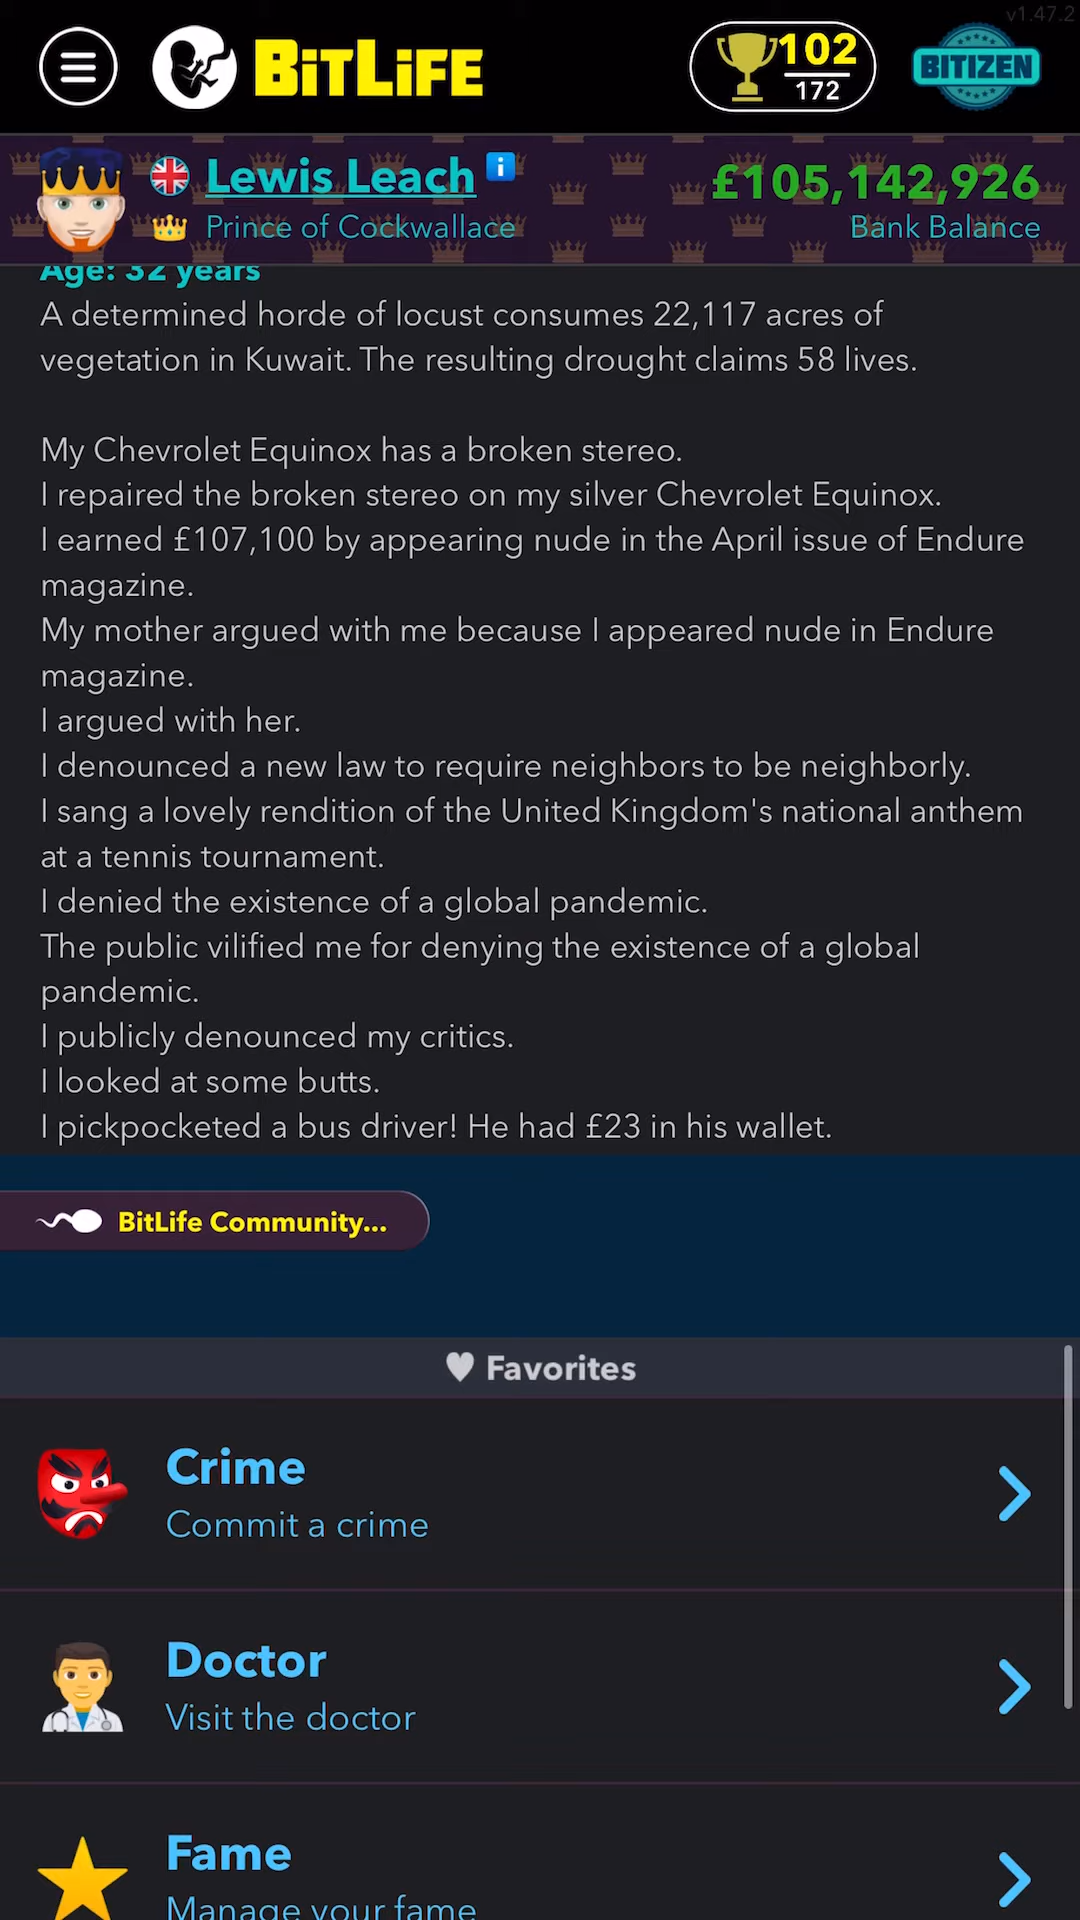 v1.47.2
BiTLiFE
102
172
BITIZEN
Lewis Leach
£105,142,926
Prince of Cockwallace
Bank Balance
Age: 32 years
A determined horde of locust consumes 22,117 acres of
vegetation in Kuwait. The resulting drought claims 58 lives.
My Chevrolet Equinox has a broken stereo.
I repaired the broken stereo on my silver Chevrolet Equinox.
I earned £107,100 by appearing nude in the April issue of Endure
magazine.
My mother argued with me because I appeared nude in Endure
magazine.
I argued with her.
I denounced a new law to require neighbors to be neighborly.
I sang a lovely rendition of the United Kingdom's national anthem
at a tennis tournament.
I denied the existence of a global pandemic.
The public vilified me for denying the existence of a global
pandemic.
I publicly denounced my critics.
I looked at some butts.
I pickpocketed a bus driver! He had £23 in his wallet.
BitLife Community...
Favorites
Crime
Commit a crime
Doctor
Visit the doctor
Fame
Manage your fame